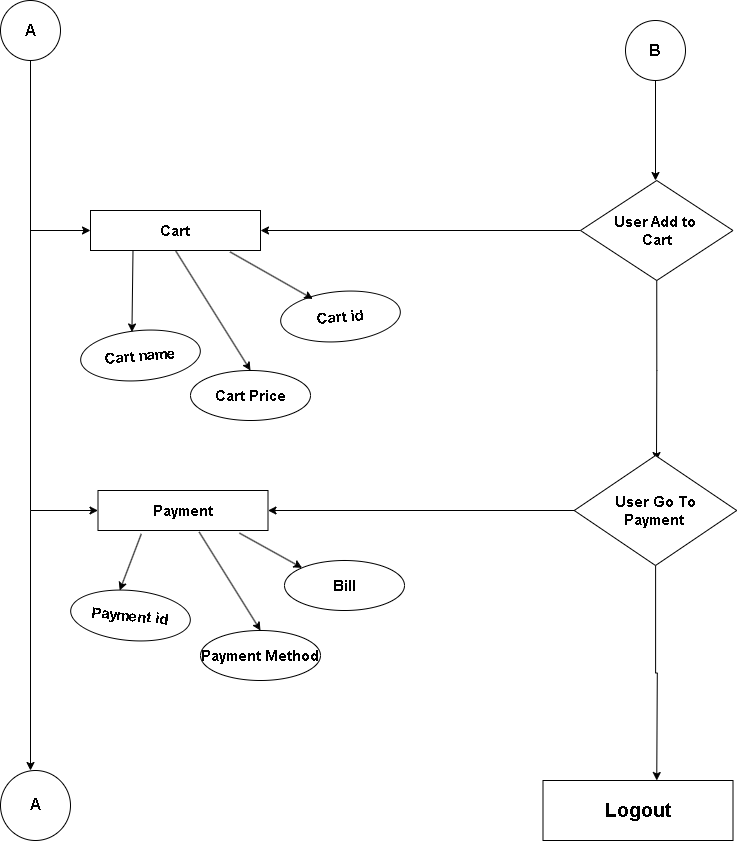 A
B
User Add to
Cart
Cart
Cart id
Cart name
Cart Price
User Go To
Payment
Payment
Bill
Payment id
Payment Method
A
Logout